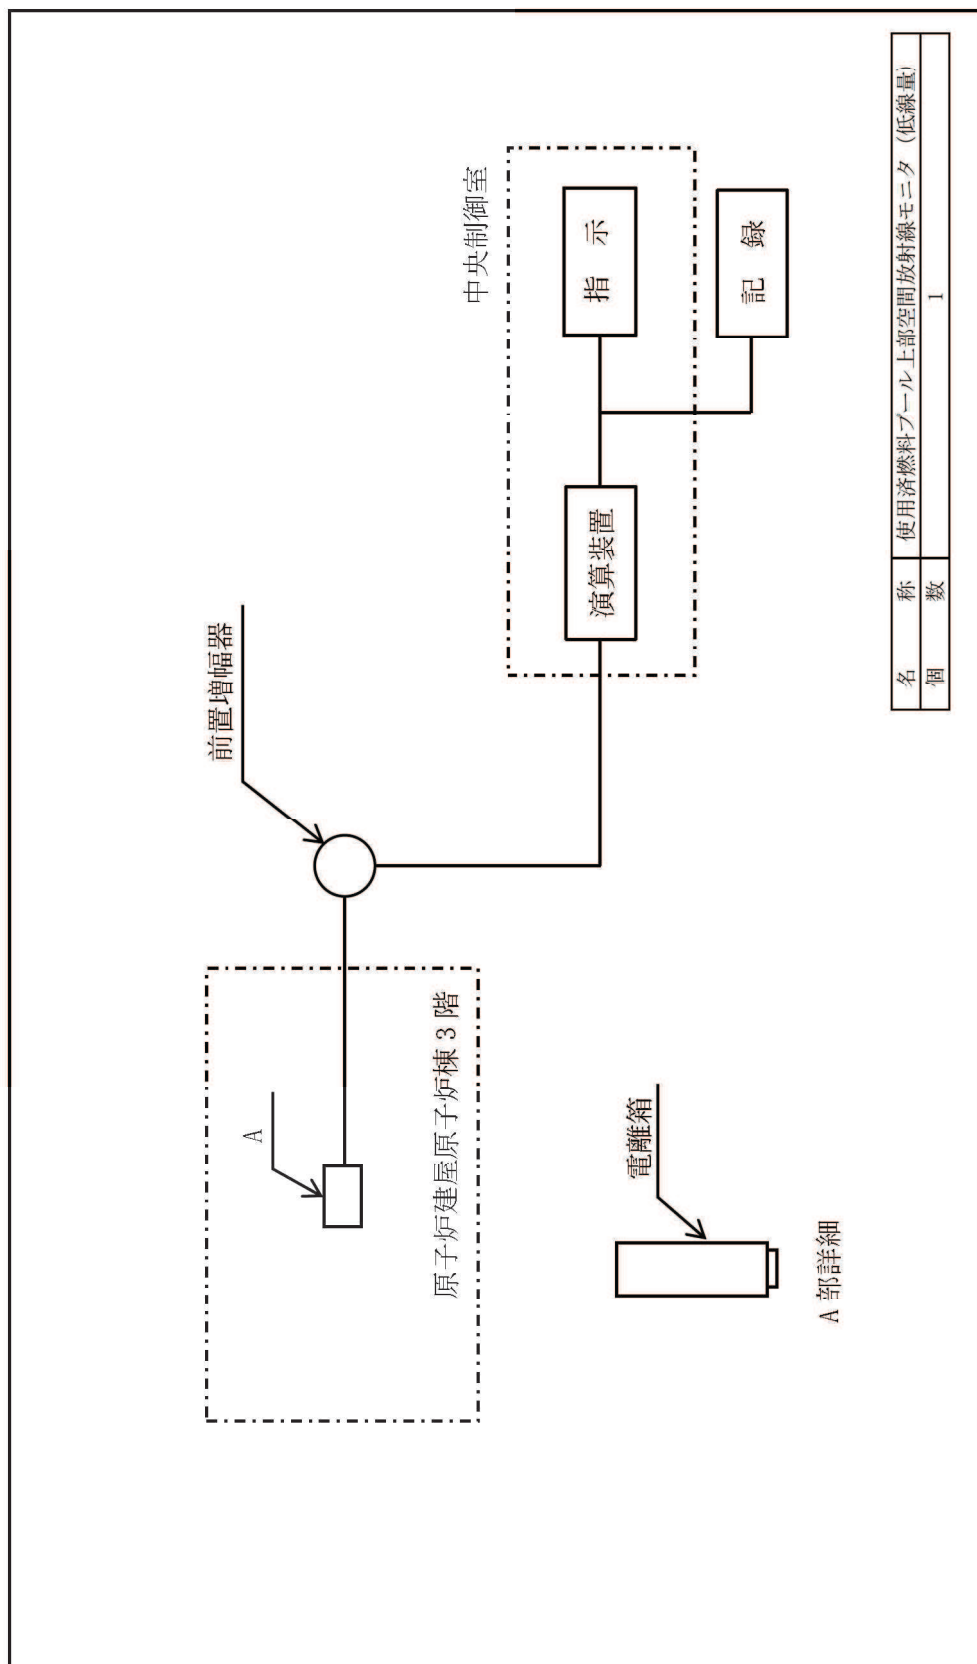 A
原子炉建屋原子炉棟3階
前置増幅器
中央制御室
演算装置
指 示
記 録
電離箱
A部詳細
名 称 使用済燃料プール上部空間放射線モニタ（低線量）
個 数 1